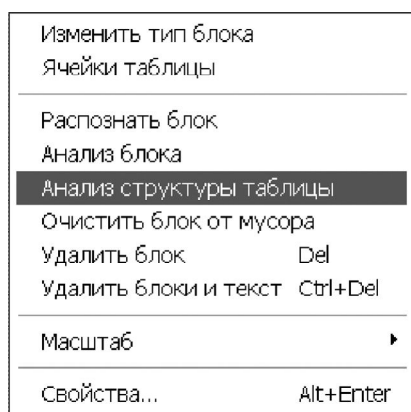 Изменить тип блока
Ячейки таблицы
Распознать блок
Анализ блока
Анализ структуры таблицы
Очистить блок от мусора
Удалить блок Del
Удалить блоки и текст Ctrl+Del
Масштаб
Свойства... Alt+Enter